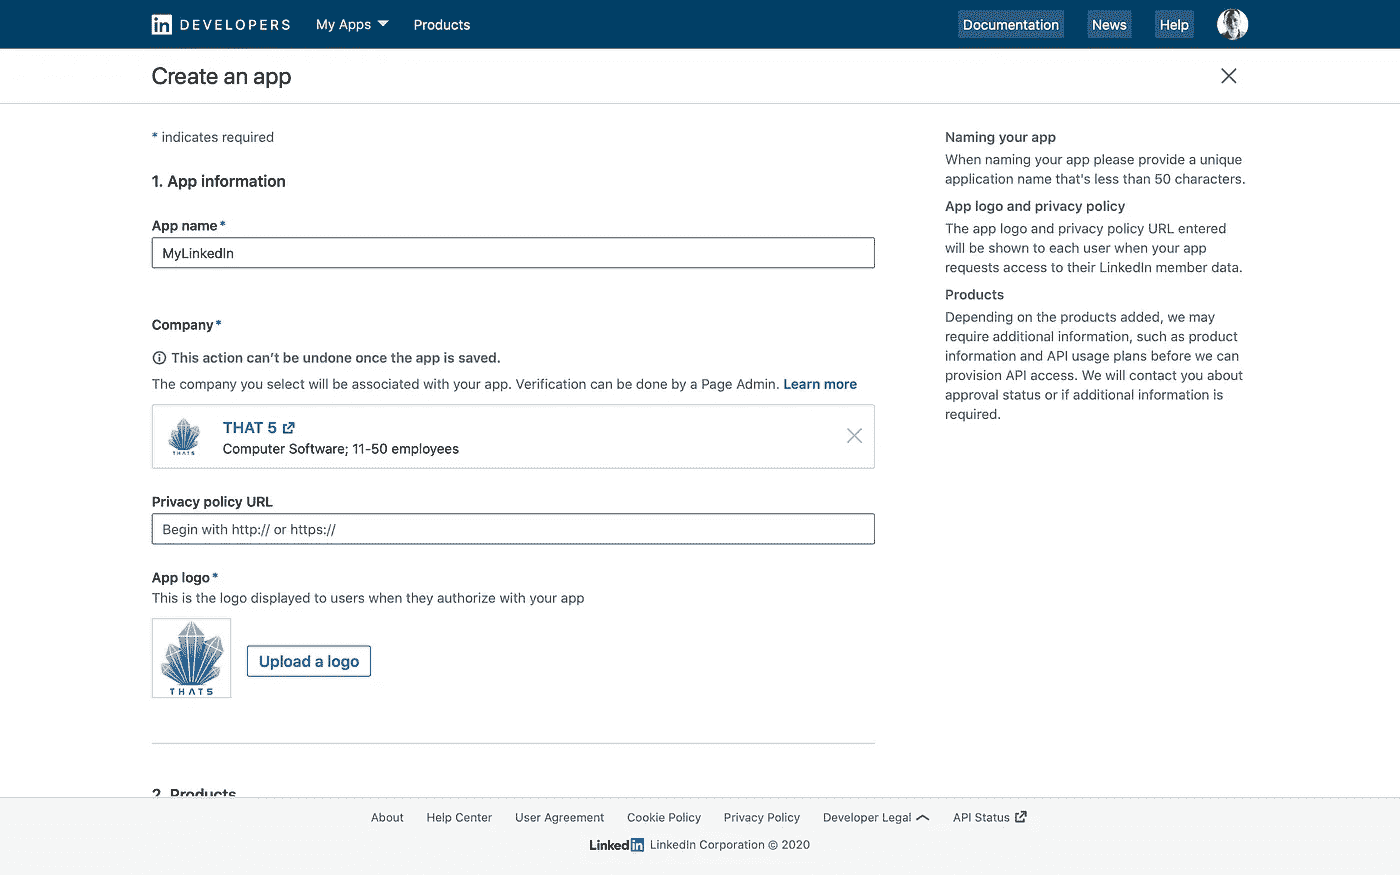 in DEVELOPERS My Apps Products Documentation News Help
Create an app
* indicates required
1. App information
App name*
MyLinkedIn
Company*
This action can't be undone once the app is saved.
The company you select will be associated with your app. Verification can be done by a Page Admin. Learn more
THAT 5
THAT5
Computer Software; 11-50 employees
Privacy policy URL
Begin with http:// or https://
App logo*
This is the logo displayed to users when they authorize with your app
THAT5
Upload a logo
2. Products
Naming your app
When naming your app please provide a unique
application name that's less than 50 characters.
App logo and privacy policy
The app logo and privacy policy URL entered
will be shown to each user when your app
requests access to their LinkedIn member data.
Products
Depending on the products added, we may
require additional information, such as product
information and API usage plans before we can
provision API access. We will contact you about
approval status or if additional information is
required.
About Help Center User Agreement Cookie Policy Privacy Policy Developer Legal API Status
LinkedIn LinkedIn Corporation © 2020